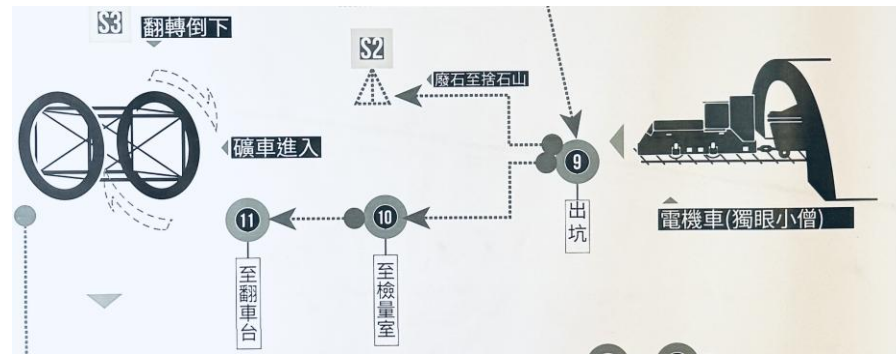 S3 翻轉倒下
S2
廢石至捨石山
礦車進入
9
出坑
電機車(獨眼小僧)
10
至檢量室
11
至翻車台